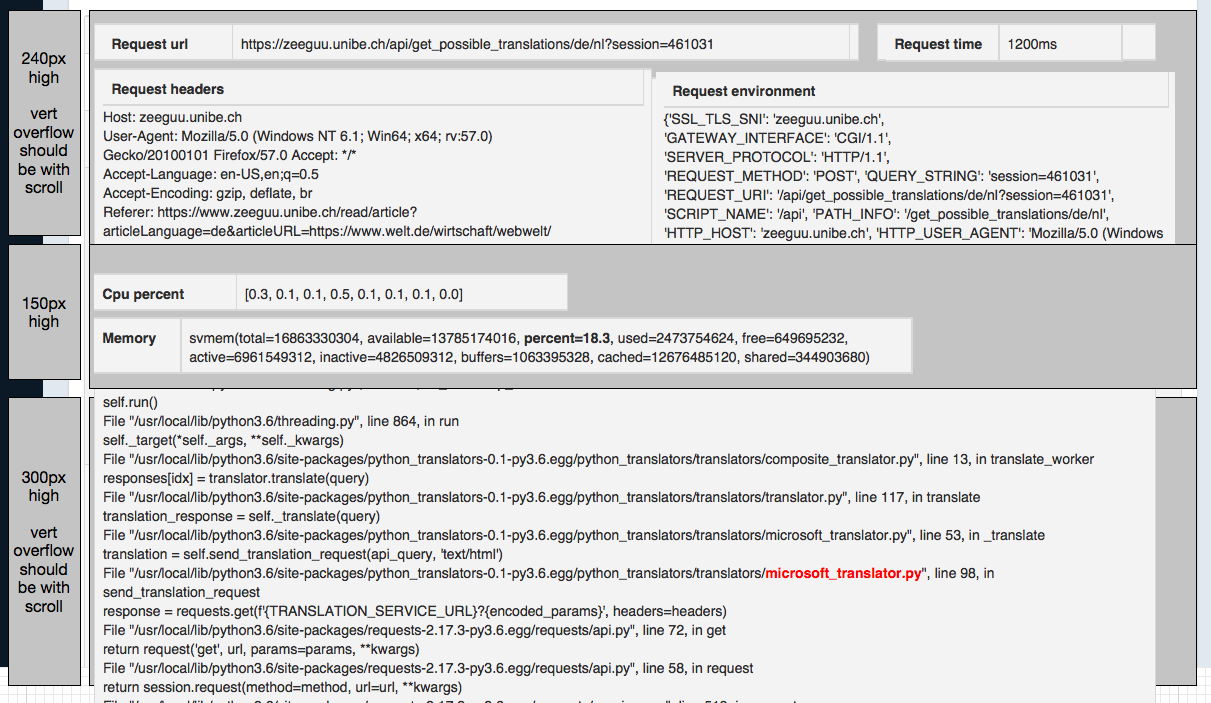 240px
high
vert
overflow
should
be with
scroll
Request url https://zeeguu.unibe.ch/api/get_possible_translations/de/nl?session=461031
Request time 1200ms
Request headers
Host: zeeguu.unibe.ch
User-Agent: Mozilla/5.0 (Windows NT 6.1; Win64; x64; rv:57.0)
Gecko/20100101 Firefox/57.0 Accept: */*
Accept-Language: en-US,en;q=0.5
Accept-Encoding: gzip, deflate, br
Referer: https://www.zeeguu.unibe.ch/read/article?
articleLanguage=de&articleURL=https://www.welt.de/wirtschaft/webwelt/
Request environment
{'SSL_TLS_SNI': 'zeeguu.unibe.ch',
'GATEWAY_INTERFACE': 'CGI/1.1',
'SERVER_PROTOCOL': 'HTTP/1.1',
'REQUEST_METHOD': 'POST', 'QUERY_STRING': 'session=461031',
'REQUEST_URI': '/api/get_possible_translations/de/nl?session=461031',
'SCRIPT_NAME': '/api', 'PATH_INFO': '/get_possible_translations/de/nl',
'HTTP_HOST': 'zeeguu.unibe.ch', 'HTTP_USER_AGENT': 'Mozilla/5.0 (Windows
150px
high
Cpu percent [0.3, 0.1, 0.1, 0.5, 0.1, 0.1, 0.1, 0.0]
Memory svmem(total=16863330304, available=13785174016, percent=18.3, used=2473754624, free=649695232,
active=6961549312, inactive=4826509312, buffers=1063395328, cached=12676485120, shared=344903680)
300px
high
vert
overflow
should
be with
scroll
self.run()
File "/usr/local/lib/python3.6/threading.py", line 864, in run
self._target(*self._args, **self._kwargs)
File "/usr/local/lib/python3.6/site-packages/python_translators-0.1-py3.6.egg/python_translators/translators/composite_translator.py", line 13, in translate_worker
responses[idx] = translator.translate(query)
File "/usr/local/lib/python3.6/site-packages/python_translators-0.1-py3.6.egg/python_translators/translators/translator.py", line 117, in translate
translation_response = self._translate(query)
File "/usr/local/lib/python3.6/site-packages/python_translators-0.1-py3.6.egg/python_translators/translators/microsoft_translator.py", line 53, in _translate
translation = self.send_translation_request(api_query, 'text/html')
File "/usr/local/lib/python3.6/site-packages/python_translators-0.1-py3.6.egg/python_translators/translators/microsoft_translator.py", line 98, in
send_translation_request
response = requests.get(f'{TRANSLATION_SERVICE_URL}?{encoded_params}', headers=headers)
File "/usr/local/lib/python3.6/site-packages/requests-2.17.3-py3.6.egg/requests/api.py", line 72, in get
return request('get', url, params=params, **kwargs)
File "/usr/local/lib/python3.6/site-packages/requests-2.17.3-py3.6.egg/requests/api.py", line 58, in request
return session.request(method=method, url=url, **kwargs)